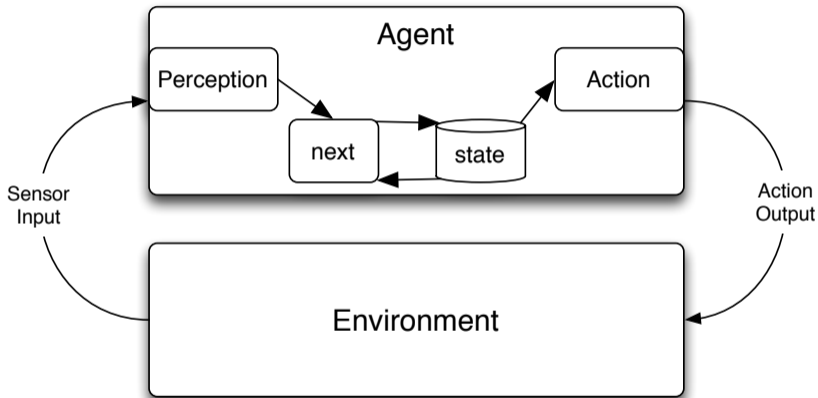 Agent
Perception
Action
next
state
Sensor
Input
Action
Output
Environment